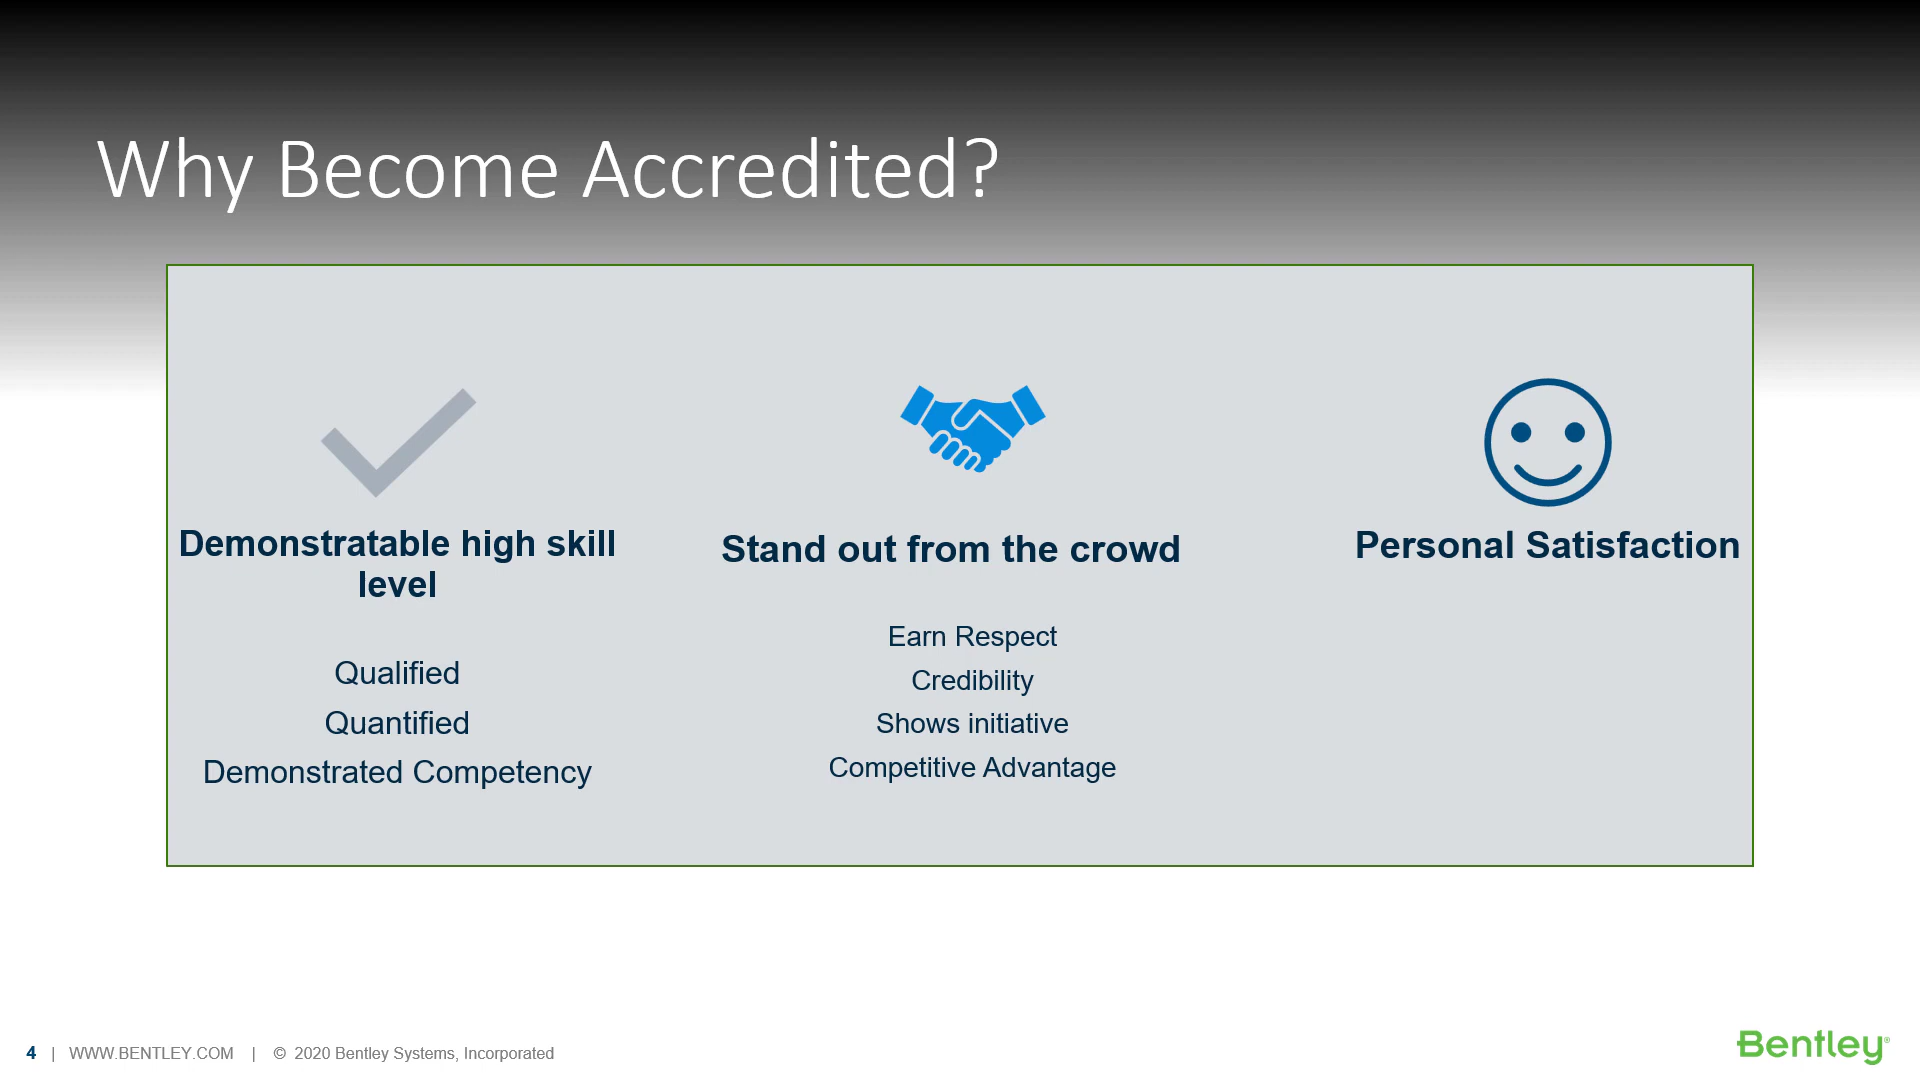 Why Become Accredited?
Demonstratable high skill
level
Qualified
Quantified
Demonstrated Competency
Stand out from the crowd
Earn Respect
Credibility
Shows initiative
Competitive Advantage
Personal Satisfaction
4 | WWW.BENTLEY.COM | © 2020 Bentley Systems, Incorporated
Bentley®